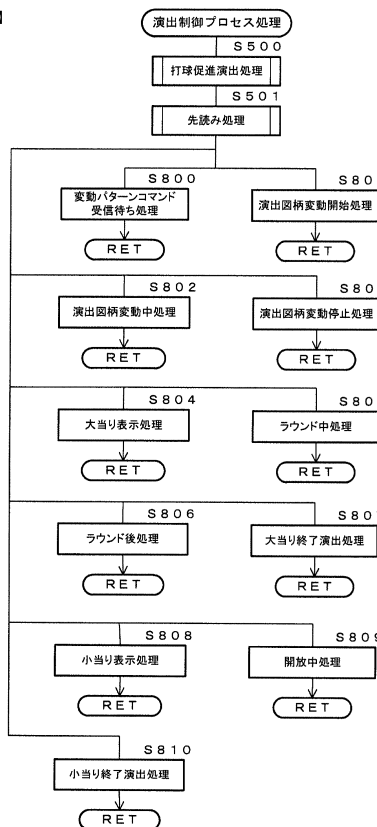 】
演出制御プロセス処理
S500
打球促進演出処理
S501
先読み処理
S800
変動パターンコマンド
受信待ち処理
RET
S80
演出図柄変動開始処理
RET
S802
演出図柄変動中処理
RET
S80
演出図柄変動停止処理
RET
S804
大当り表示処理
RET
S80
ラウンド中処理
RET
S806
ラウンド後処理
RET
S80
大当り終了演出処理
RET
S808
小当り表示処理
RET
S809
開放中処理
RET
S810
小当り終了演出処理
RET